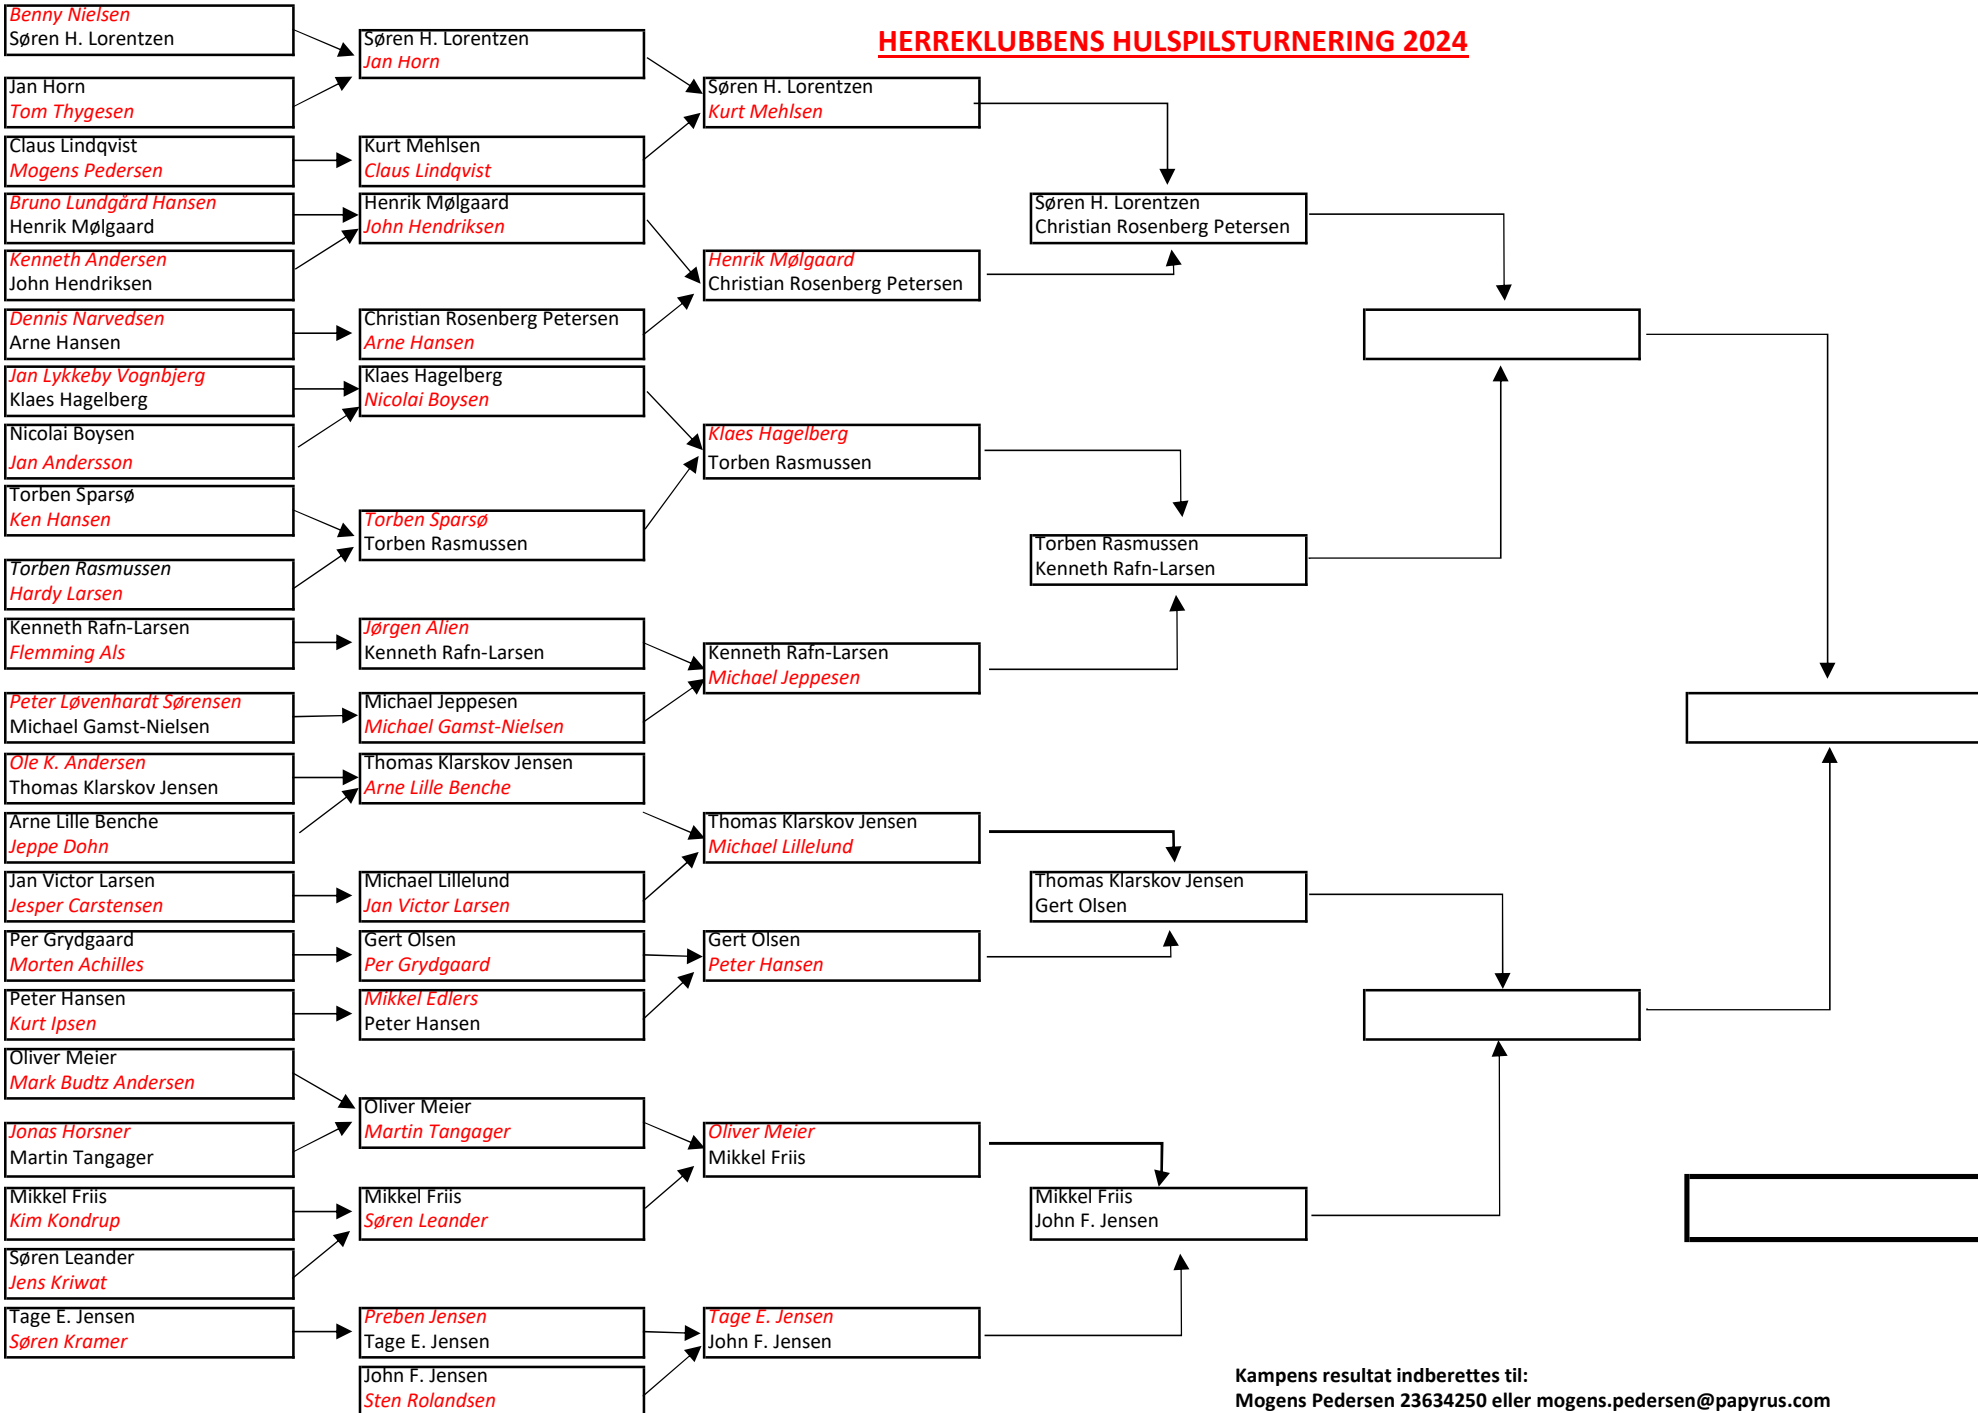 HERREKLUBBENS HULSPILSTURNERING 2024
Benny Nielsen
Søren H. Lorentzen
Jan Horn
Tom Thygesen
Claus Lindqvist
Mogens Pedersen
Bruno Lundgård Hansen
Henrik Mølgaard
Kenneth Andersen
John Hendriksen
Dennis Narvedsen
Arne Hansen
Jan Lykkeby Vognbjerg
Klaes Hagelberg
Nicolai Boysen
Jan Andersson
Torben Sparsø
Ken Hansen
Torben Rasmussen
Hardy Larsen
Kenneth Rafn-Larsen
Flemming Als
Peter Løvenhardt Sørensen
Michael Gamst-Nielsen
Ole K. Andersen
Thomas Klarskov Jensen
Arne Lille Benche
Jeppe Dohn
Jan Victor Larsen
Jesper Carstensen
Per Grydgaard
Morten Achilles
Peter Hansen
Kurt Ipsen
Oliver Meier
Mark Budtz Andersen
Jonas Horsner
Martin Tangager
Mikkel Friis
Kim Kondrup
Søren Leander
Jens Kriwat
Tage E. Jensen
Søren Kramer
Søren H. Lorentzen
Jan Horn
Kurt Mehlsen
Claus Lindqvist
Henrik Mølgaard
John Hendriksen
Christian Rosenberg Petersen
Arne Hansen
Klaes Hagelberg
Nicolai Boysen
Torben Sparsø
Torben Rasmussen
Jørgen Alien
Kenneth Rafn-Larsen
Michael Jeppesen
Michael Gamst-Nielsen
Thomas Klarskov Jensen
Arne Lille Benche
Michael Lillelund
Jan Victor Larsen
Gert Olsen
Per Grydgaard
Mikkel Edlers
Peter Hansen
Oliver Meier
Martin Tangager
Mikkel Friis
Søren Leander
Preben Jensen
Tage E. Jensen
John F. Jensen
Sten Rolandsen
Søren H. Lorentzen
Kurt Mehlsen
Henrik Mølgaard
Christian Rosenberg Petersen
Klaes Hagelberg
Torben Rasmussen
Kenneth Rafn-Larsen
Michael Jeppesen
Thomas Klarskov Jensen
Michael Lillelund
Gert Olsen
Peter Hansen
Oliver Meier
Mikkel Friis
Tage E. Jensen
John F. Jensen
Søren H. Lorentzen
Christian Rosenberg Petersen
Torben Rasmussen
Kenneth Rafn-Larsen
Thomas Klarskov Jensen
Gert Olsen
Mikkel Friis
John F. Jensen
Kampens resultat indberettes til:
Mogens Pedersen 23634250 eller mogens.pedersen@papyrus.com